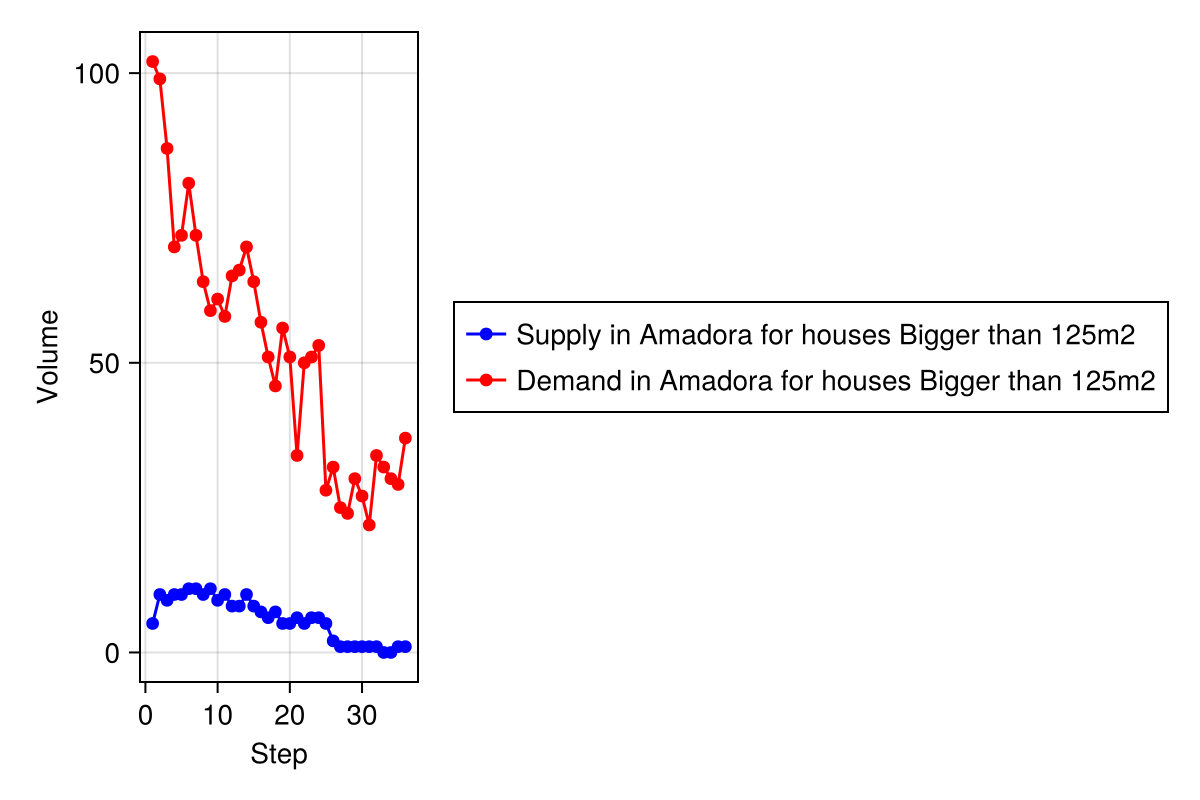 Volume
100
50
0
0 10 20 30
Step
Supply in Amadora for houses Bigger than 125m2
Demand in Amadora for houses Bigger than 125m2